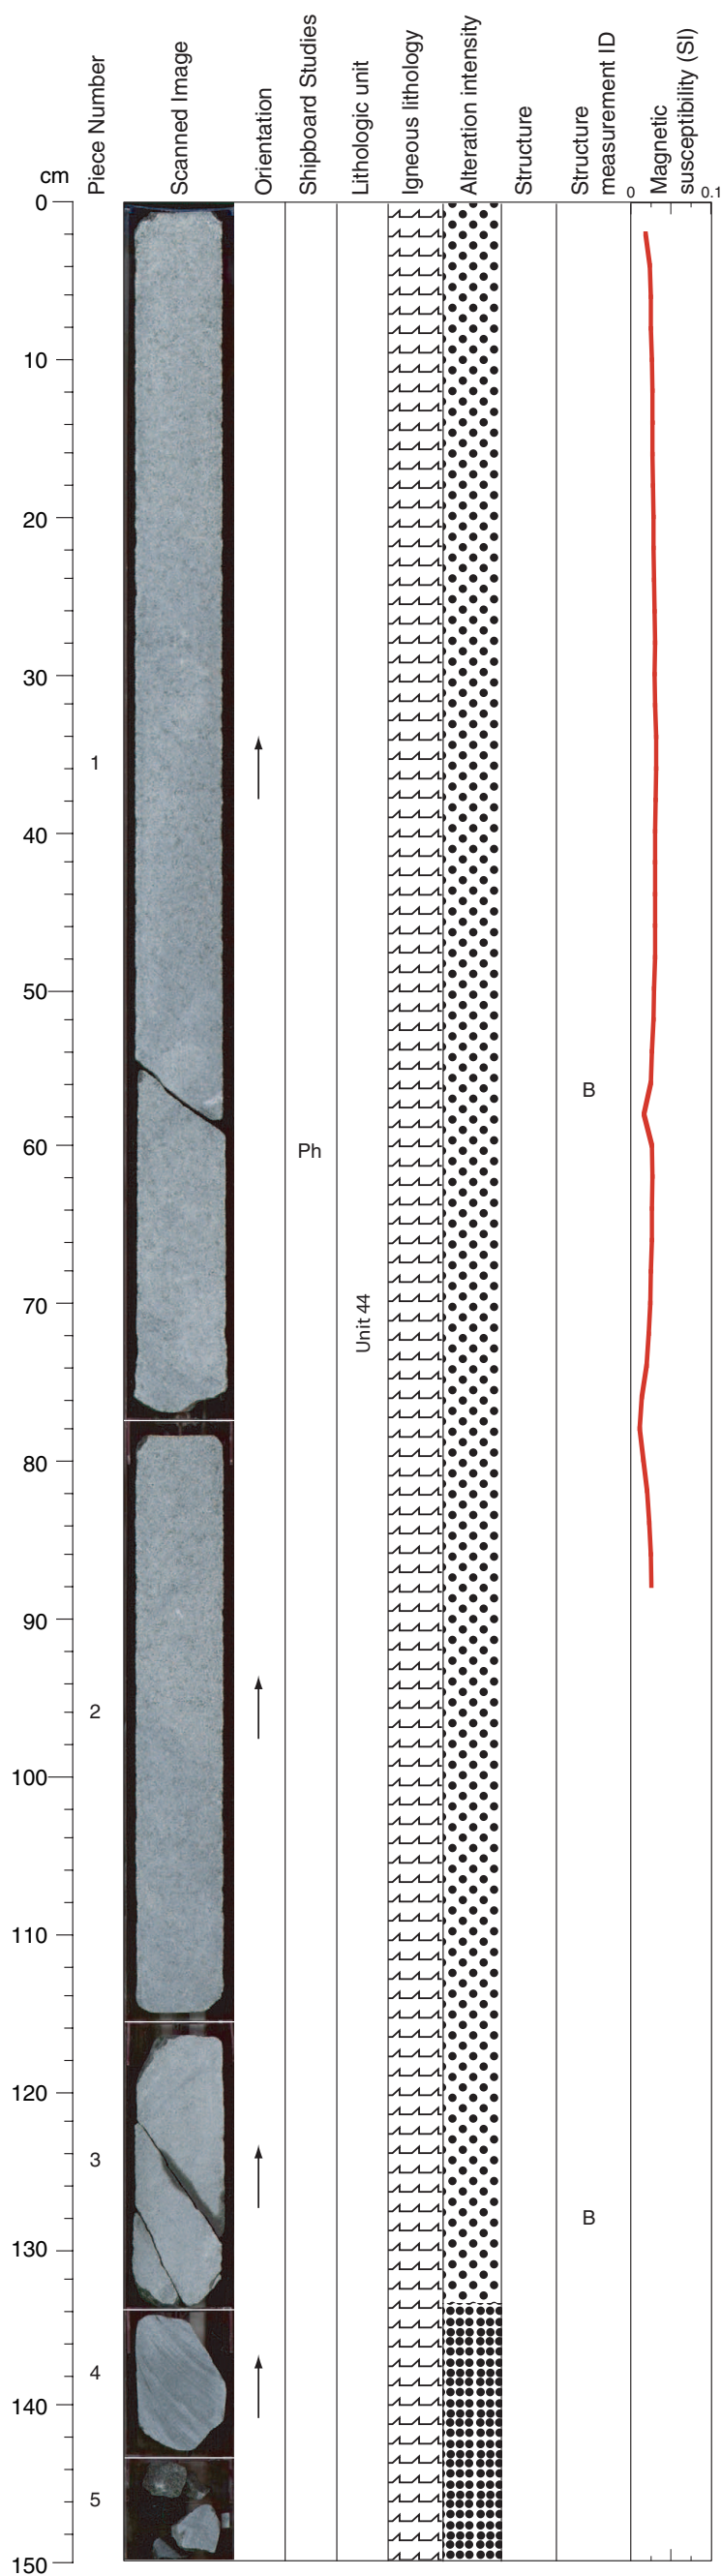 cm
Piece Number
Scanned Image
Orientation
Shipboard Studies
Lithologic unit
Igneous lithology
Alteration intensity
Structure
Structure
measurement ID
Magnetic
susceptibility (SI)
0 0.1
0
10
20
30
1
40
50
B
60
Ph
Unit 44
70
80
90
2
100
110
120
3
B
130
4
140
5
150